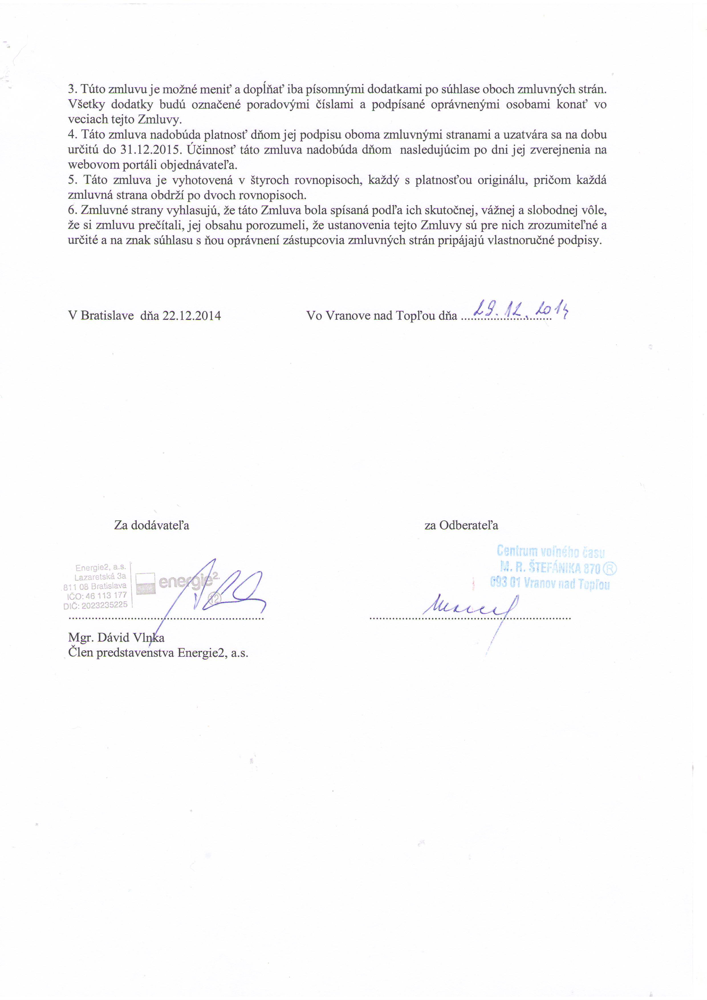 3. Túto zmluvu je možné meniť a dopĺňať iba písomnými dodatkami po súhlase oboch zmluvných strán.
Všetky dodatky budú označené poradovými číslami a podpísané oprávnenými osobami konať vo
veciach tejto Zmluvy.
4. Táto zmluva nadobúda platnosť dňom jej podpisu oboma zmluvnými stranami a uzatvára sa na dobu
určitú do 31.12.2015. Účinnosť táto zmluva nadobúda dňom nasledujúcim po dni jej zverejnenia na
webovom portáli objednávateľa.
5. Táto zmluva je vyhotovená v štyroch rovnopisoch, každý s platnosťou originálu, pričom každá
zmluvná strana obdrží po dvoch rovnopisoch.
6. Zmluvné strany vyhlasujú, že táto Zmluva bola spísaná podľa ich skutočnej, vážnej a slobodnej vôle,
že si zmluvu prečítali, jej obsahu porozumeli, že ustanovenia tejto Zmluvy sú pre nich zrozumiteľné a
určité a na znak súhlasu s ňou oprávnení zástupcovia zmluvných strán pripájajú vlastnoručné podpisy.
V Bratislave dňa 22.12.2014
Vo Vranove nad Topľou dňa 29.12.2014
Za dodávateľa
za Odberateľa
Energie2, a.s.
Lazaretská 3a
811 08 Bratislava
IČO: 46 113 177
DIČ: 2023235225
energie2.
12
Centrum voľného času
M. R. ŠTEFÁNIKA 870 ®
093 01 Vranov nad Topľou
Mgr. Dávid Vlnka
Člen predstavenstva Energie2, a.s.